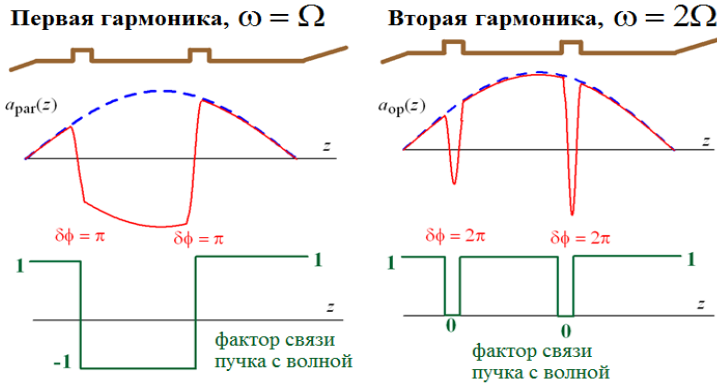 Первая гармоника, ω = Ω
a_par(z)
z
δϕ = π
δϕ = π
1
1
z
-1
фактор связи
пучка с волной
Вторая гармоника, ω = 2Ω
a_op(z)
z
δϕ = 2π
δϕ = 2π
1
1
z
0
0
фактор связи
пучка с волной